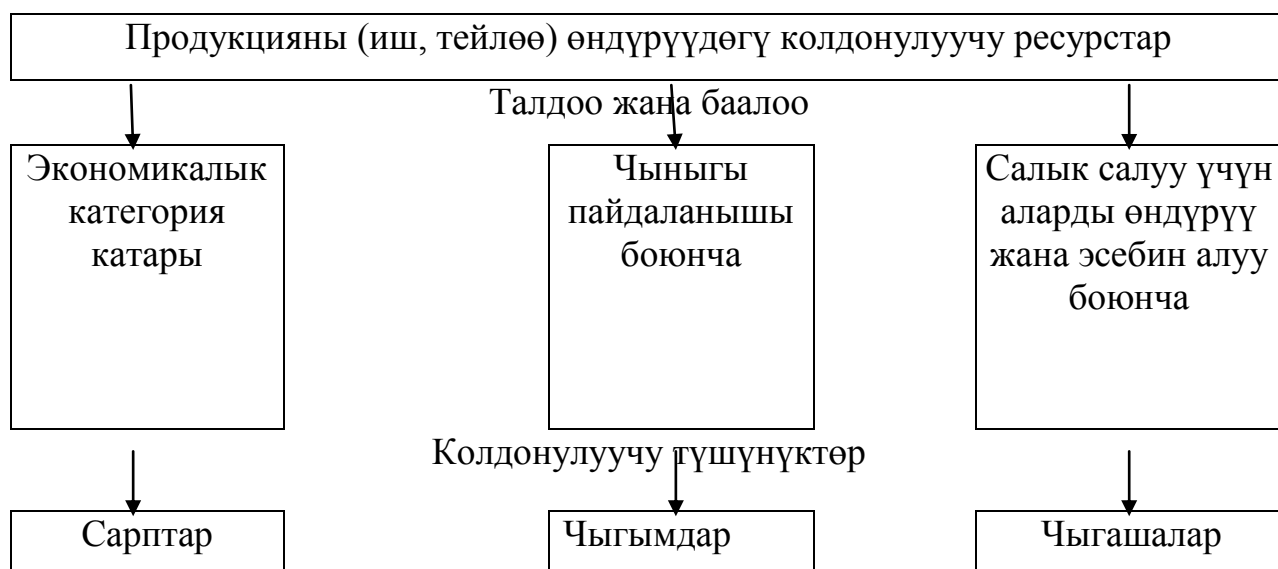 Продукцияны (иш, тейлөө) өндүрүүдөгү колдонулуучу ресурстар
Талдоо жана баалоо
Экономикалык
категория
катары
Чыныгы
пайдаланышы
боюнча
Салык салуу үчүн
аларды өндүрүү
жана эсебин алуу
боюнча
Колдонулуучу түшүнүктөр
Сарптар
Чыгымдар
Чыгашалар